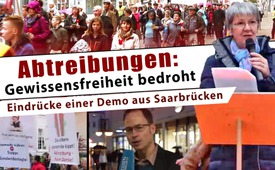 Abtreibungen:
Gewissensfreiheit bedroht
Eindrücke einer Demo aus Saarbrücken